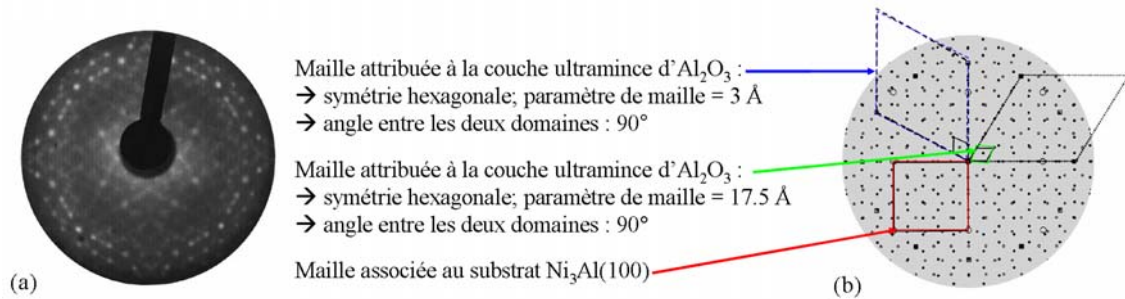 Maille attribuée à la couche ultramince d'Al₂O₃ :
→ symétrie hexagonale; paramètre de maille = 3 Å
→ angle entre les deux domaines : 90°
Maille attribuée à la couche ultramince d'Al₂O₃ :
→ symétrie hexagonale; paramètre de maille = 17.5 Å
→ angle entre les deux domaines : 90°
Maille associée au substrat Ni₃Al(100)
(a)
(b)